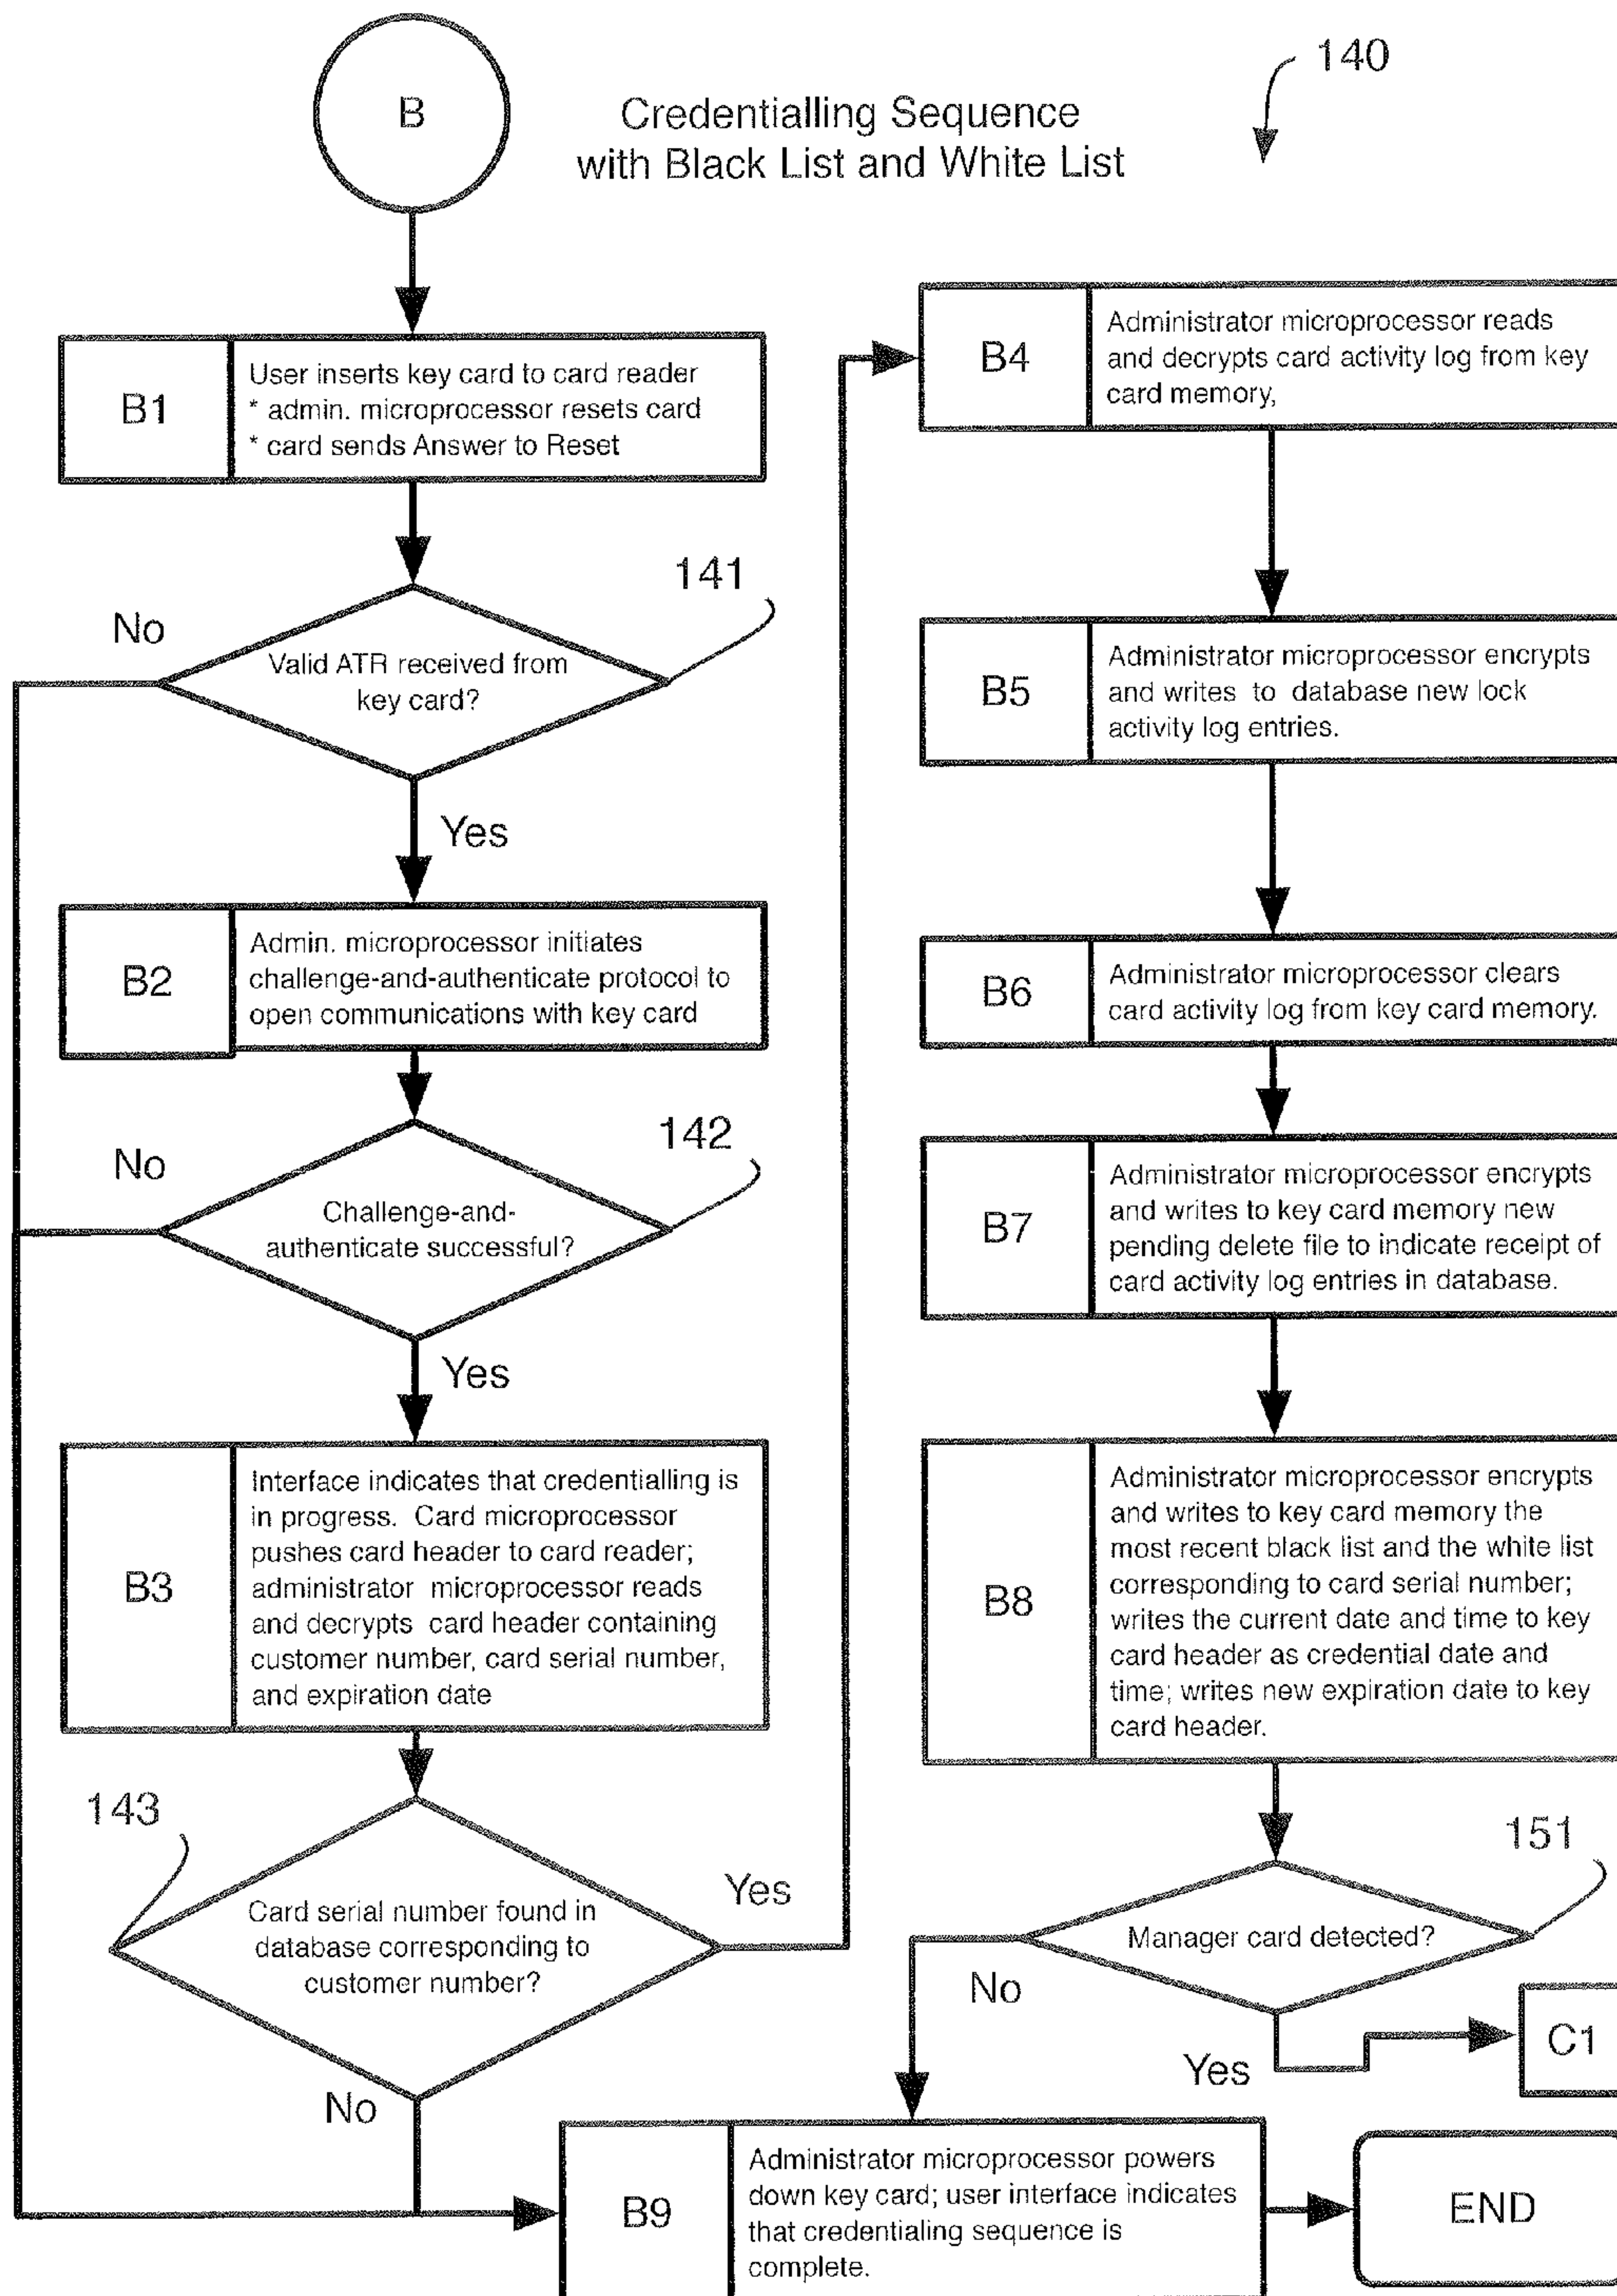 B
Credentialling Sequence
with Black List and White List
140
B1
User inserts key card to card reader
* admin. microprocessor resets card
* card sends Answer to Reset
141
No
Valid ATR received from
key card?
Yes
B2
Admin. microprocessor initiates
challenge-and-authenticate protocol to
open communications with key card
142
No
Challenge-and-
authenticate successful?
Yes
B3
Interface indicates that credentialling is
in progress. Card microprocessor
pushes card header to card reader;
administrator microprocessor reads
and decrypts card header containing
customer number, card serial number,
and expiration date
143
Card serial number found in
database corresponding to
customer number?
Yes
No
B4
Administrator microprocessor reads
and decrypts card activity log from key
card memory,
B5
Administrator microprocessor encrypts
and writes to database new lock
activity log entries.
B6
Administrator microprocessor clears
card activity log from key card memory.
B7
Administrator microprocessor encrypts
and writes to key card memory new
pending delete file to indicate receipt of
card activity log entries in database.
B8
Administrator microprocessor encrypts
and writes to key card memory the
most recent black list and the white list
corresponding to card serial number;
writes the current date and time to key
card header as credential date and
time; writes new expiration date to key
card header.
151
Manager card detected?
No
Yes
C1
B9
Administrator microprocessor powers
down key card; user interface indicates
that credentialing sequence is
complete.
END